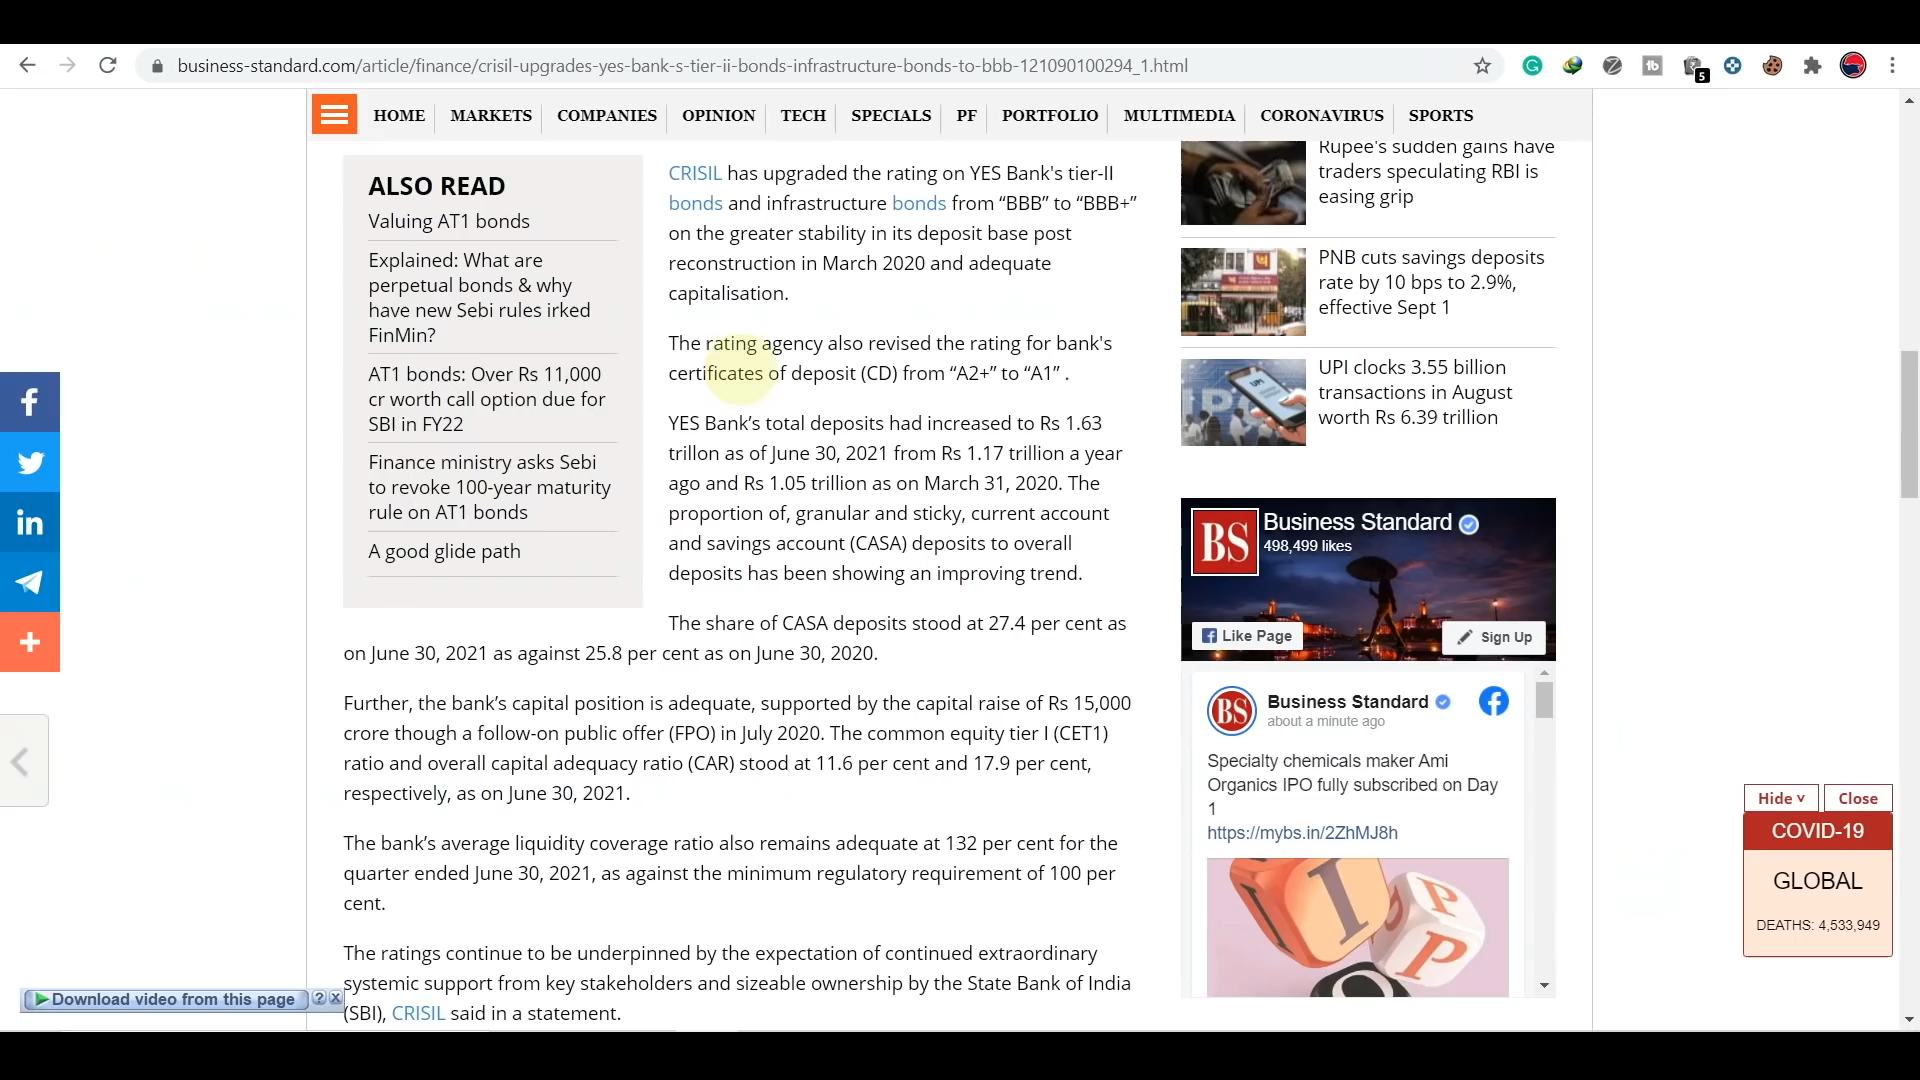 business-standard.com/article/finance/crisil-upgrades-yes-bank-s-tier-ii-bonds-infrastructure-bonds-to-bbb-121090100294_1.html
5
HOME MARKETS COMPANIES OPINION TECH SPECIALS PF PORTFOLIO MULTIMEDIA CORONAVIRUS SPORTS
ALSO READ
Valuing AT1 bonds
Explained: What are
perpetual bonds & why
have new Sebi rules irked
FinMin?
AT1 bonds: Over Rs 11,000
cr worth call option due for
SBI in FY22
Finance ministry asks Sebi
to revoke 100-year maturity
rule on AT1 bonds
A good glide path
CRISIL has upgraded the rating on YES Bank's tier-II
bonds and infrastructure bonds from “BBB” to “BBB+”
on the greater stability in its deposit base post
reconstruction in March 2020 and adequate
capitalisation.
The rating agency also revised the rating for bank's
certificates of deposit (CD) from “A2+” to “A1” .
YES Bank’s total deposits had increased to Rs 1.63
trillon as of June 30, 2021 from Rs 1.17 trillion a year
ago and Rs 1.05 trillion as on March 31, 2020. The
proportion of, granular and sticky, current account
and savings account (CASA) deposits to overall
deposits has been showing an improving trend.
The share of CASA deposits stood at 27.4 per cent as
on June 30, 2021 as against 25.8 per cent as on June 30, 2020.
Further, the bank’s capital position is adequate, supported by the capital raise of Rs 15,000
crore though a follow-on public offer (FPO) in July 2020. The common equity tier I (CET1)
ratio and overall capital adequacy ratio (CAR) stood at 11.6 per cent and 17.9 per cent,
respectively, as on June 30, 2021.
The bank’s average liquidity coverage ratio also remains adequate at 132 per cent for the
quarter ended June 30, 2021, as against the minimum regulatory requirement of 100 per
cent.
The ratings continue to be underpinned by the expectation of continued extraordinary
systemic support from key stakeholders and sizeable ownership by the State Bank of India
(SBI), CRISIL said in a statement.
Rupee's sudden gains have
traders speculating RBI is
easing grip
PNB cuts savings deposits
rate by 10 bps to 2.9%,
effective Sept 1
UPI clocks 3.55 billion
transactions in August
worth Rs 6.39 trillion
UPI
BS
Business Standard
498,499 likes
Like Page
Sign Up
BS
Business Standard
about a minute ago
Specialty chemicals maker Ami
Organics IPO fully subscribed on Day
1
https://mybs.in/2ZhMJ8h
I P P O
Hide v Close
COVID-19
GLOBAL
DEATHS: 4,533,949
Download video from this page ? x